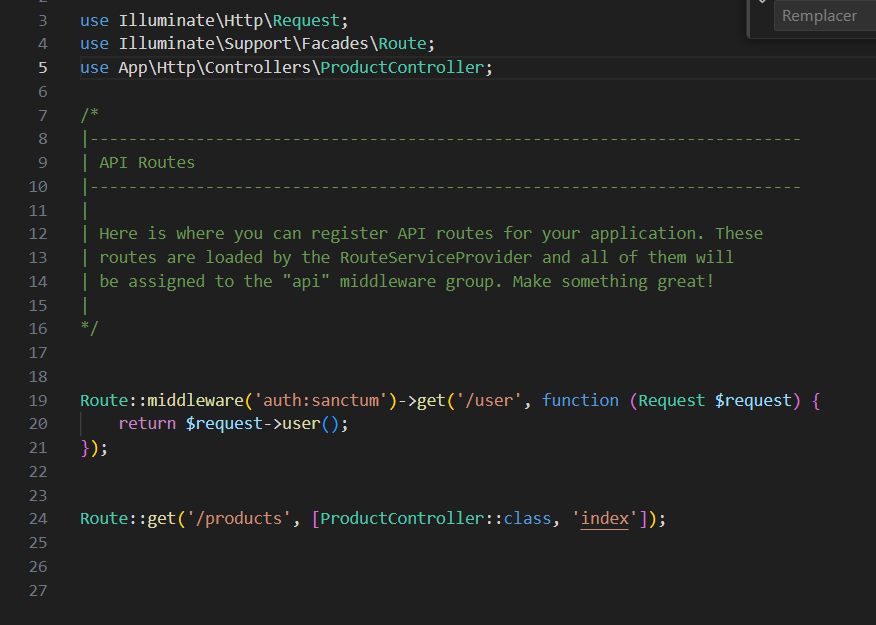 Remplacer
3 use Illuminate\Http\Request;
4 use Illuminate\Support\Facades\Route;
5 use App\Http\Controllers\ProductController;
6
7 /*
8 |--------------------------------------------------------------------------
9 | API Routes
10 |--------------------------------------------------------------------------
11 |
12 | Here is where you can register API routes for your application. These
13 | routes are loaded by the RouteServiceProvider and all of them will
14 | be assigned to the "api" middleware group. Make something great!
15 |
16 */
17
18
19 Route::middleware('auth:sanctum')->get('/user', function (Request $request) {
20     return $request->user();
21 });
22
23
24 Route::get('/products', [ProductController::class, 'index']);
25
26
27